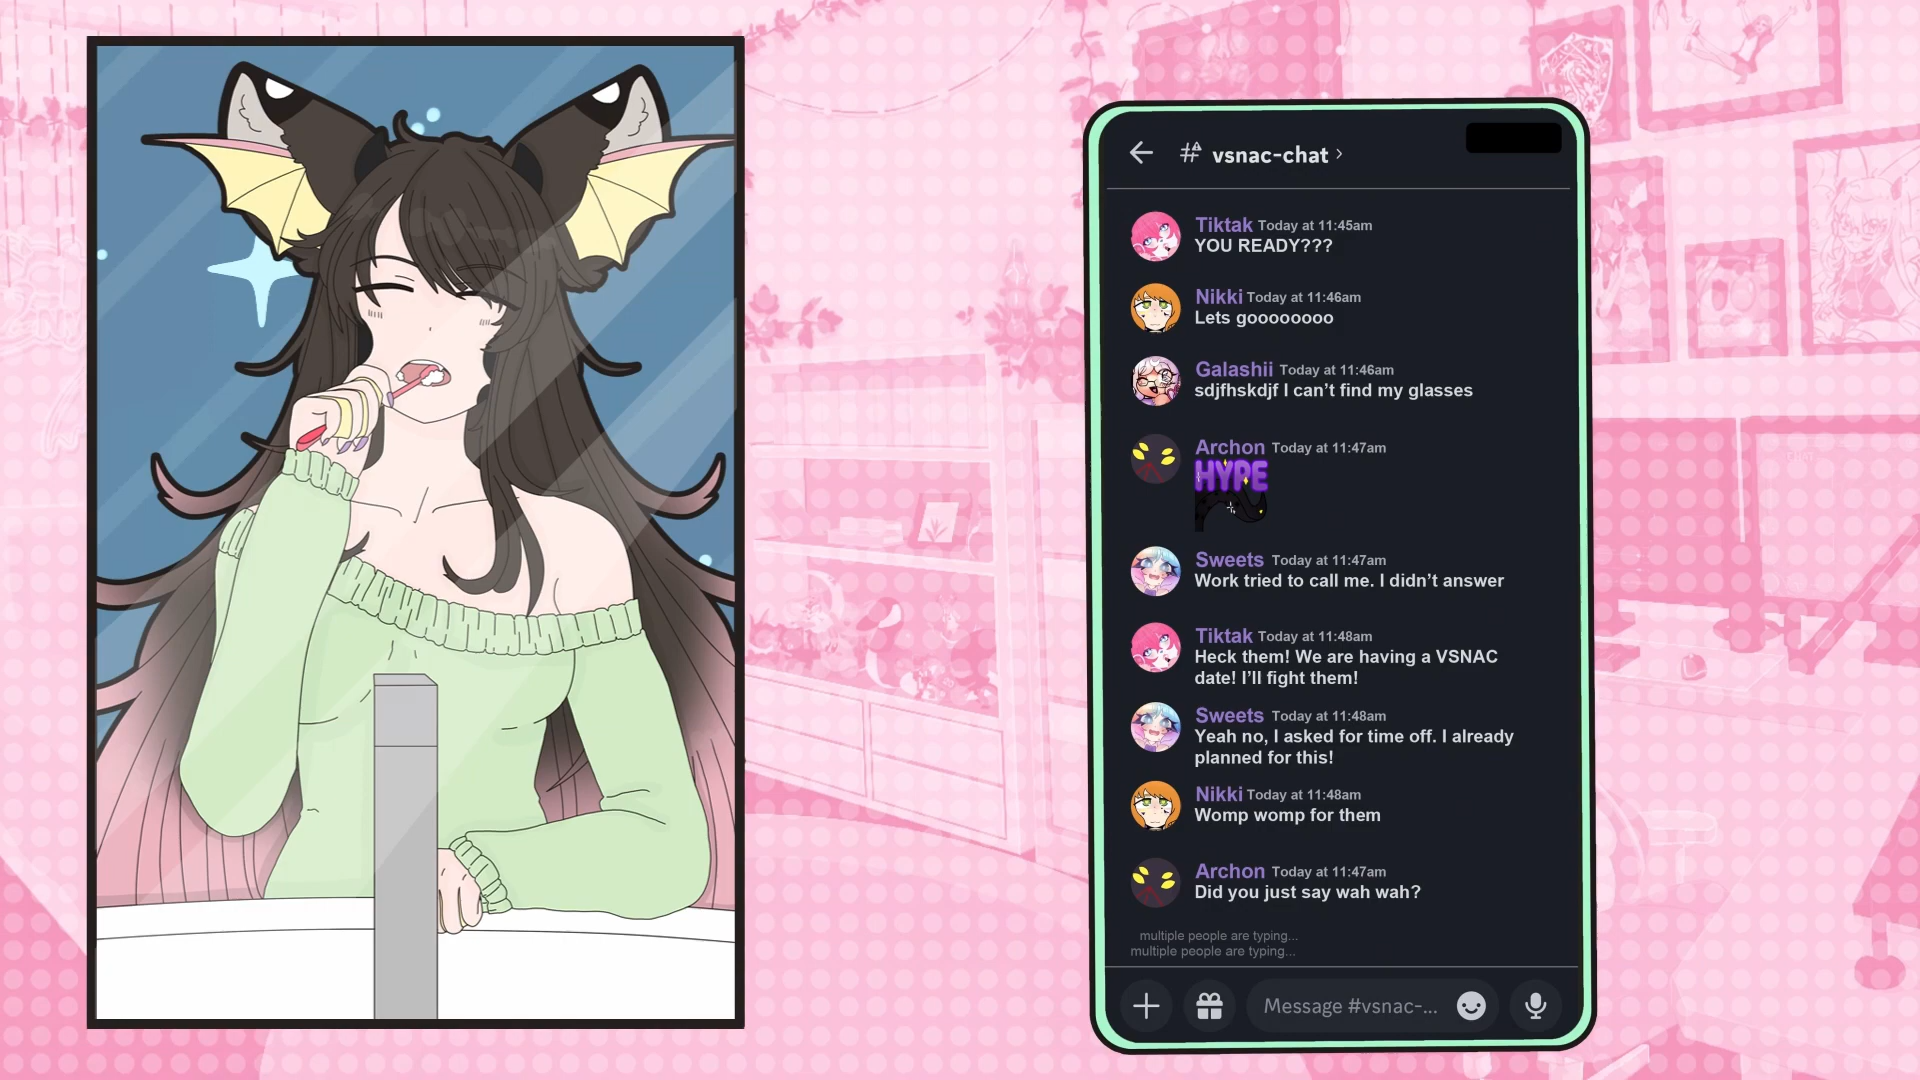 # vsnac-chat ›
Tiktak Today at 11:45am
YOU READY???
Nikki Today at 11:46am
Lets goooooooo
Galashii Today at 11:46am
sdjfhskdjf I can’t find my glasses
Archon Today at 11:47am
HYPE
Sweets Today at 11:47am
Work tried to call me. I didn’t answer
Tiktak Today at 11:48am
Heck them! We are having a VSNAC
date! I’ll fight them!
Sweets Today at 11:48am
Yeah no, I asked for time off. I already
planned for this!
Nikki Today at 11:48am
Womp womp for them
Archon Today at 11:47am
Did you just say wah wah?
multiple people are typing...
multiple people are typing...
Message #vsnac-...